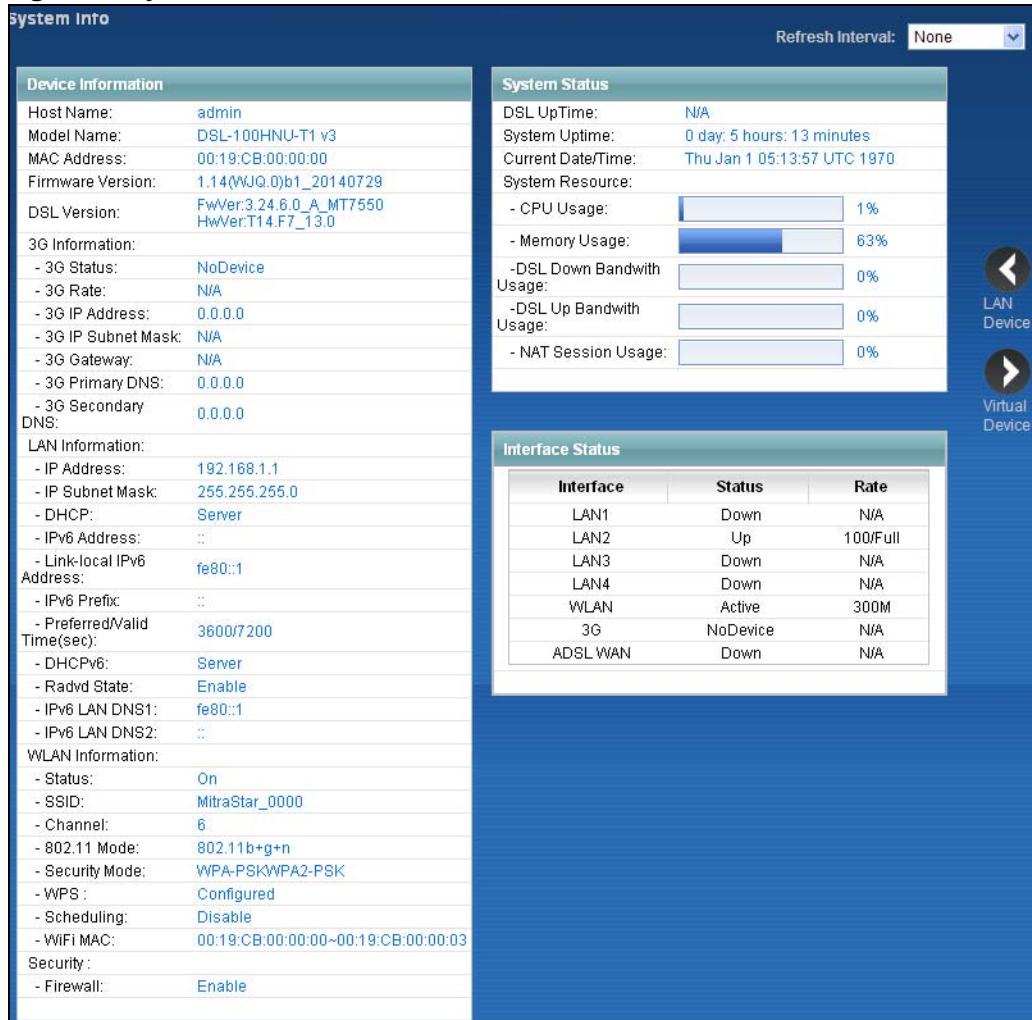 System Info
Refresh Interval: None
Device Information
Host Name: admin
Model Name: DSL-100HNU-T1 v3
MAC Address: 00:19:CB:00:00:00
Firmware Version: 1.14(WJQ.0)b1_20140729
DSL Version: FwVer:3.24.6.0_A_MT7550
HwVer:T14.F7_13.0
3G Information:
- 3G Status: NoDevice
- 3G Rate: N/A
- 3G IP Address: 0.0.0.0
- 3G IP Subnet Mask: N/A
- 3G Gateway: N/A
- 3G Primary DNS: 0.0.0.0
- 3G Secondary
DNS: 0.0.0.0
LAN Information:
- IP Address: 192.168.1.1
- IP Subnet Mask: 255.255.255.0
- DHCP: Server
- IPv6 Address: ::
- Link-local IPv6
Address: fe80::1
- IPv6 Prefix: ::
- Preferred/Valid
Time(sec): 3600/7200
- DHCPv6: Server
- Radvd State: Enable
- IPv6 LAN DNS1: fe80::1
- IPv6 LAN DNS2: ::
WLAN Information:
- Status: On
- SSID: MitraStar_0000
- Channel: 6
- 802.11 Mode: 802.11b+g+n
- Security Mode: WPA-PSKWPA2-PSK
- WPS : Configured
- Scheduling: Disable
- WiFi MAC: 00:19:CB:00:00:00~00:19:CB:00:00:03
Security :
- Firewall: Enable
System Status
DSL UpTime: N/A
System Uptime: 0 day: 5 hours: 13 minutes
Current Date/Time: Thu Jan 1 05:13:57 UTC 1970
System Resource:
- CPU Usage: 1%
- Memory Usage: 63%
-DSL Down Bandwith
Usage: 0%
-DSL Up Bandwith
Usage: 0%
- NAT Session Usage: 0%
Interface Status
Interface Status Rate
LAN1 Down N/A
LAN2 Up 100/Full
LAN3 Down N/A
LAN4 Down N/A
WLAN Active 300M
3G NoDevice N/A
ADSL WAN Down N/A
LAN
Device
Virtual
Device